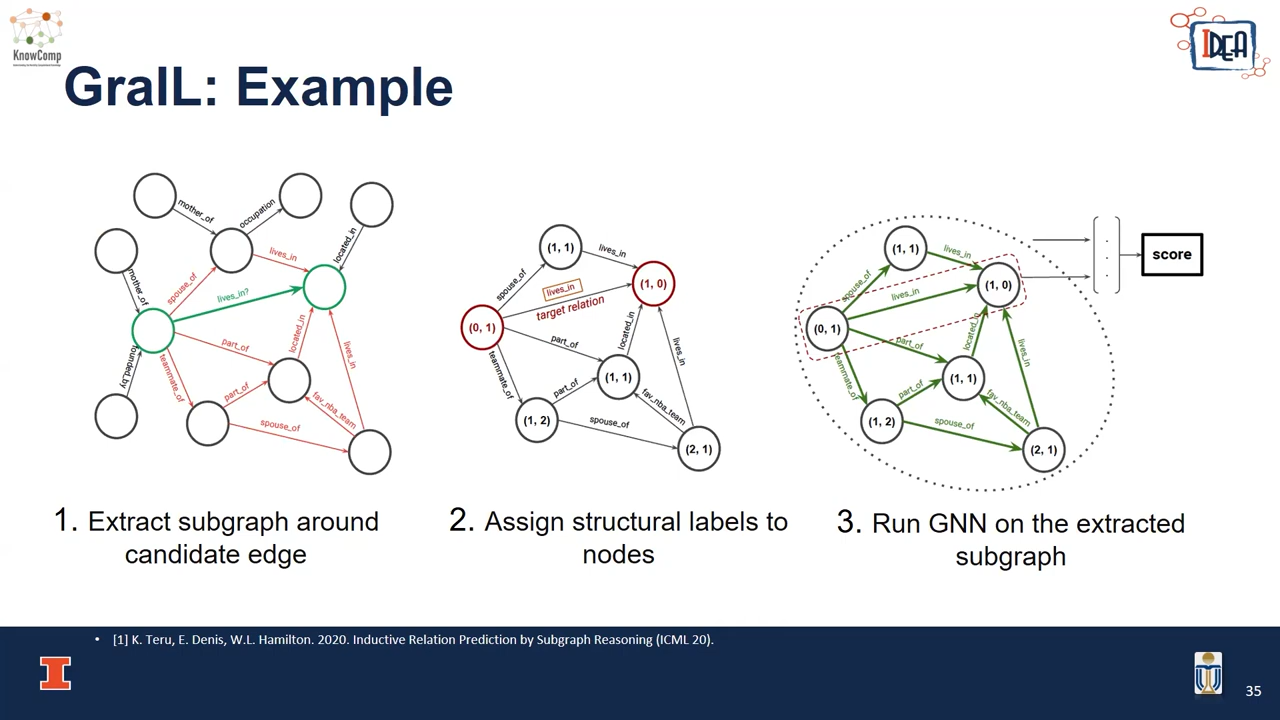 KnowComp
IDEA
GraIL: Example
mother_of
occupation
located_in
lives_in
mother_of
spouse_of
lives_in?
founded_by
teammate_of
part_of
located_in
lives_in
part_of
fav_nba_team
spouse_of
(1, 1)
lives_in
spouse_of
lives_in
(1, 0)
target relation
(0, 1)
part_of
located_in
teammate_of
lives_in
(1, 1)
part_of
fav_nba_team
(1, 2)
spouse_of
(2, 1)
(1, 1)
lives_in
spouse_of
lives_in
(1, 0)
(0, 1)
part_of
located_in
teammate_of
lives_in
(1, 1)
part_of
fav_nba_team
(1, 2)
spouse_of
(2, 1)
score
1. Extract subgraph around
candidate edge
2. Assign structural labels to
nodes
3. Run GNN on the extracted
subgraph
• [1] K. Teru, E. Denis, W.L. Hamilton. 2020. Inductive Relation Prediction by Subgraph Reasoning (ICML 20).
I
35